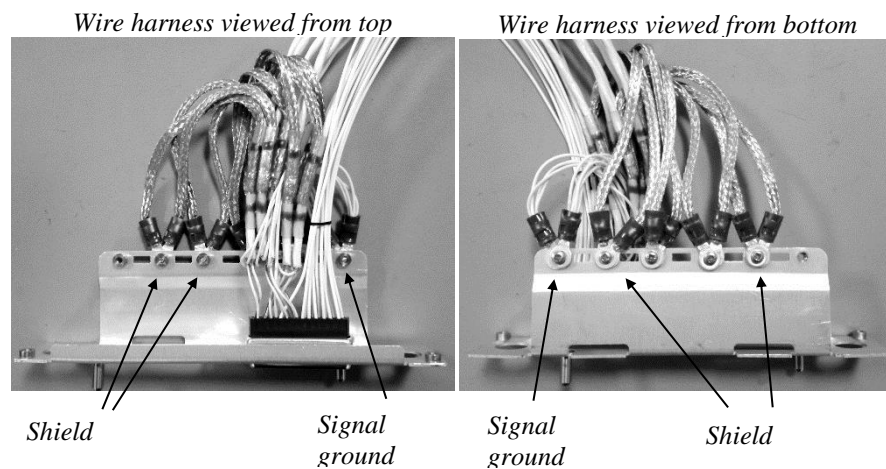 Wire harness viewed from top
Wire harness viewed from bottom
Shield
Signal
ground
Signal
ground
Shield